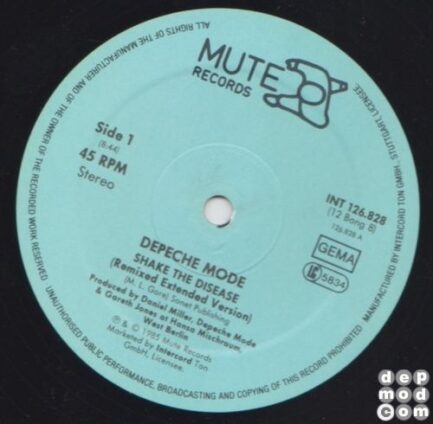 ALL RIGHTS OF THE MANUFACTURER AND OF THE OWNER OF THE RECORDED WORK RESERVED
UNAUTHORISED PUBLIC PERFORMANCE, BROADCASTING AND COPYING OF THIS RECORD PROHIBITED
MANUFACTURED BY INTERCORD TON GMBH., STUTTGART LICENSEE
MUTE
RECORDS
Side 1
(8:44)
45 RPM
Stereo
INT 126.828
(12 Bong 8)
126.828 A
GEMA
LC 5834
DEPECHE MODE
SHAKE THE DISEASE
(Remixed Extended Version)
(M. L. Gore) Sonet Publishing
Produced by Daniel Miller, Depeche Mode
& Gareth Jones at Hansa Mischraum,
West Berlin
℗ & © 1985 Mute Records
Marketed by Intercord Ton
GmbH. Licensee.
dep
mod
com